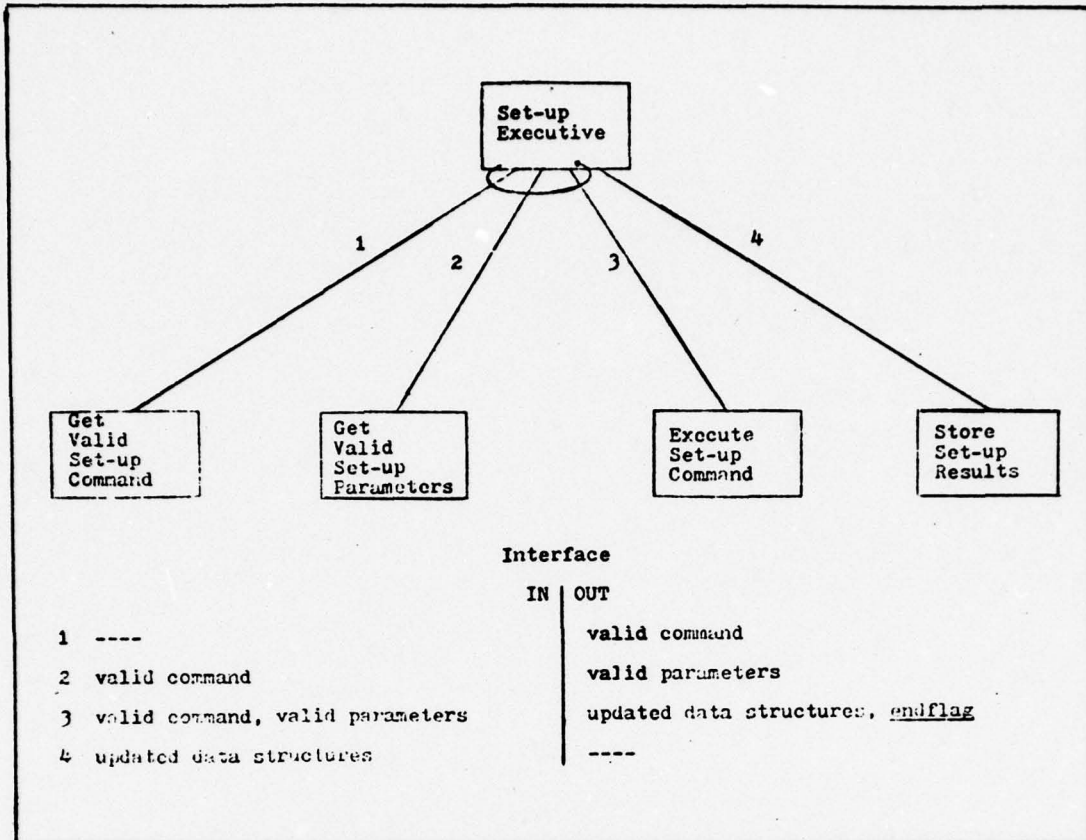 Set-up
Executive
1
2
3
4
Get
Valid
Set-up
Command
Get
Valid
Set-up
Parameters
Execute
Set-up
Command
Store
Set-up
Results
Interface
IN OUT
1 ---- valid command
2 valid command valid parameters
3 valid command, valid parameters updated data structures, endflag
4 updated data structures ----